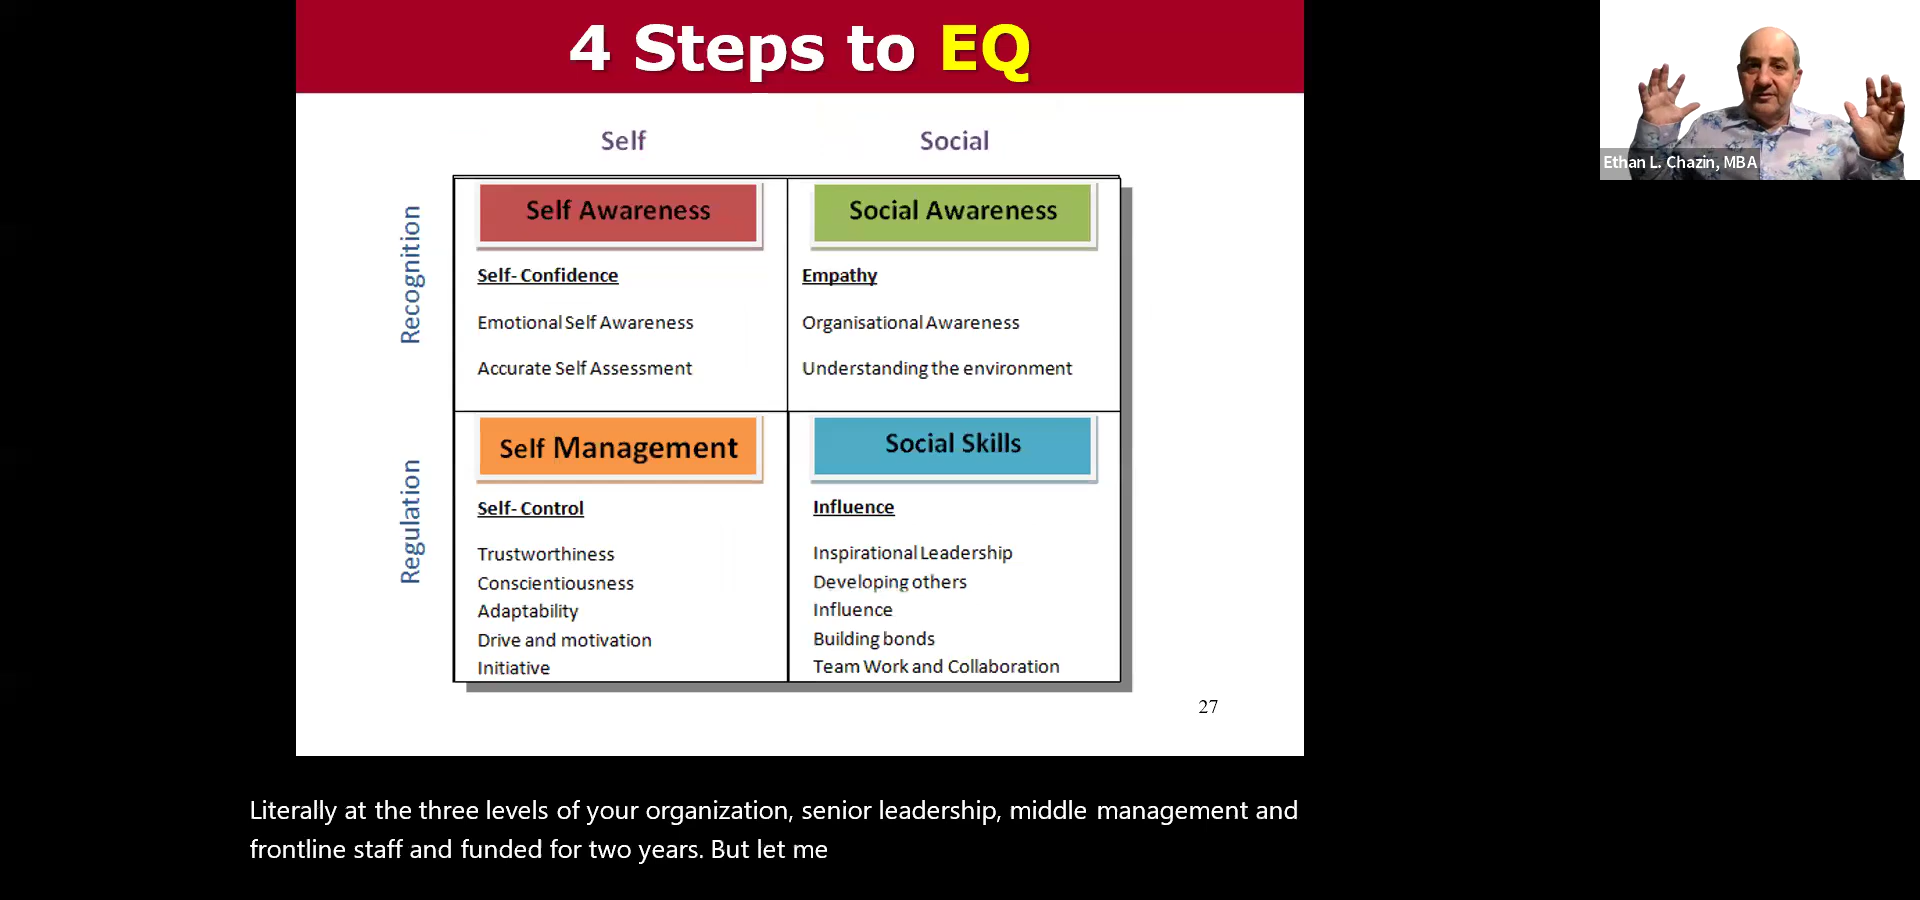 4 Steps to EQ
Self
Social
Recognition
Self Awareness
Self- Confidence
Emotional Self Awareness
Accurate Self Assessment
Social Awareness
Empathy
Organisational Awareness
Understanding the environment
Regulation
Self Management
Self- Control
Trustworthiness
Conscientiousness
Adaptability
Drive and motivation
Initiative
Social Skills
Influence
Inspirational Leadership
Developing others
Influence
Building bonds
Team Work and Collaboration
27
Ethan L. Chazin, MBA
Literally at the three levels of your organization, senior leadership, middle management and
frontline staff and funded for two years. But let me